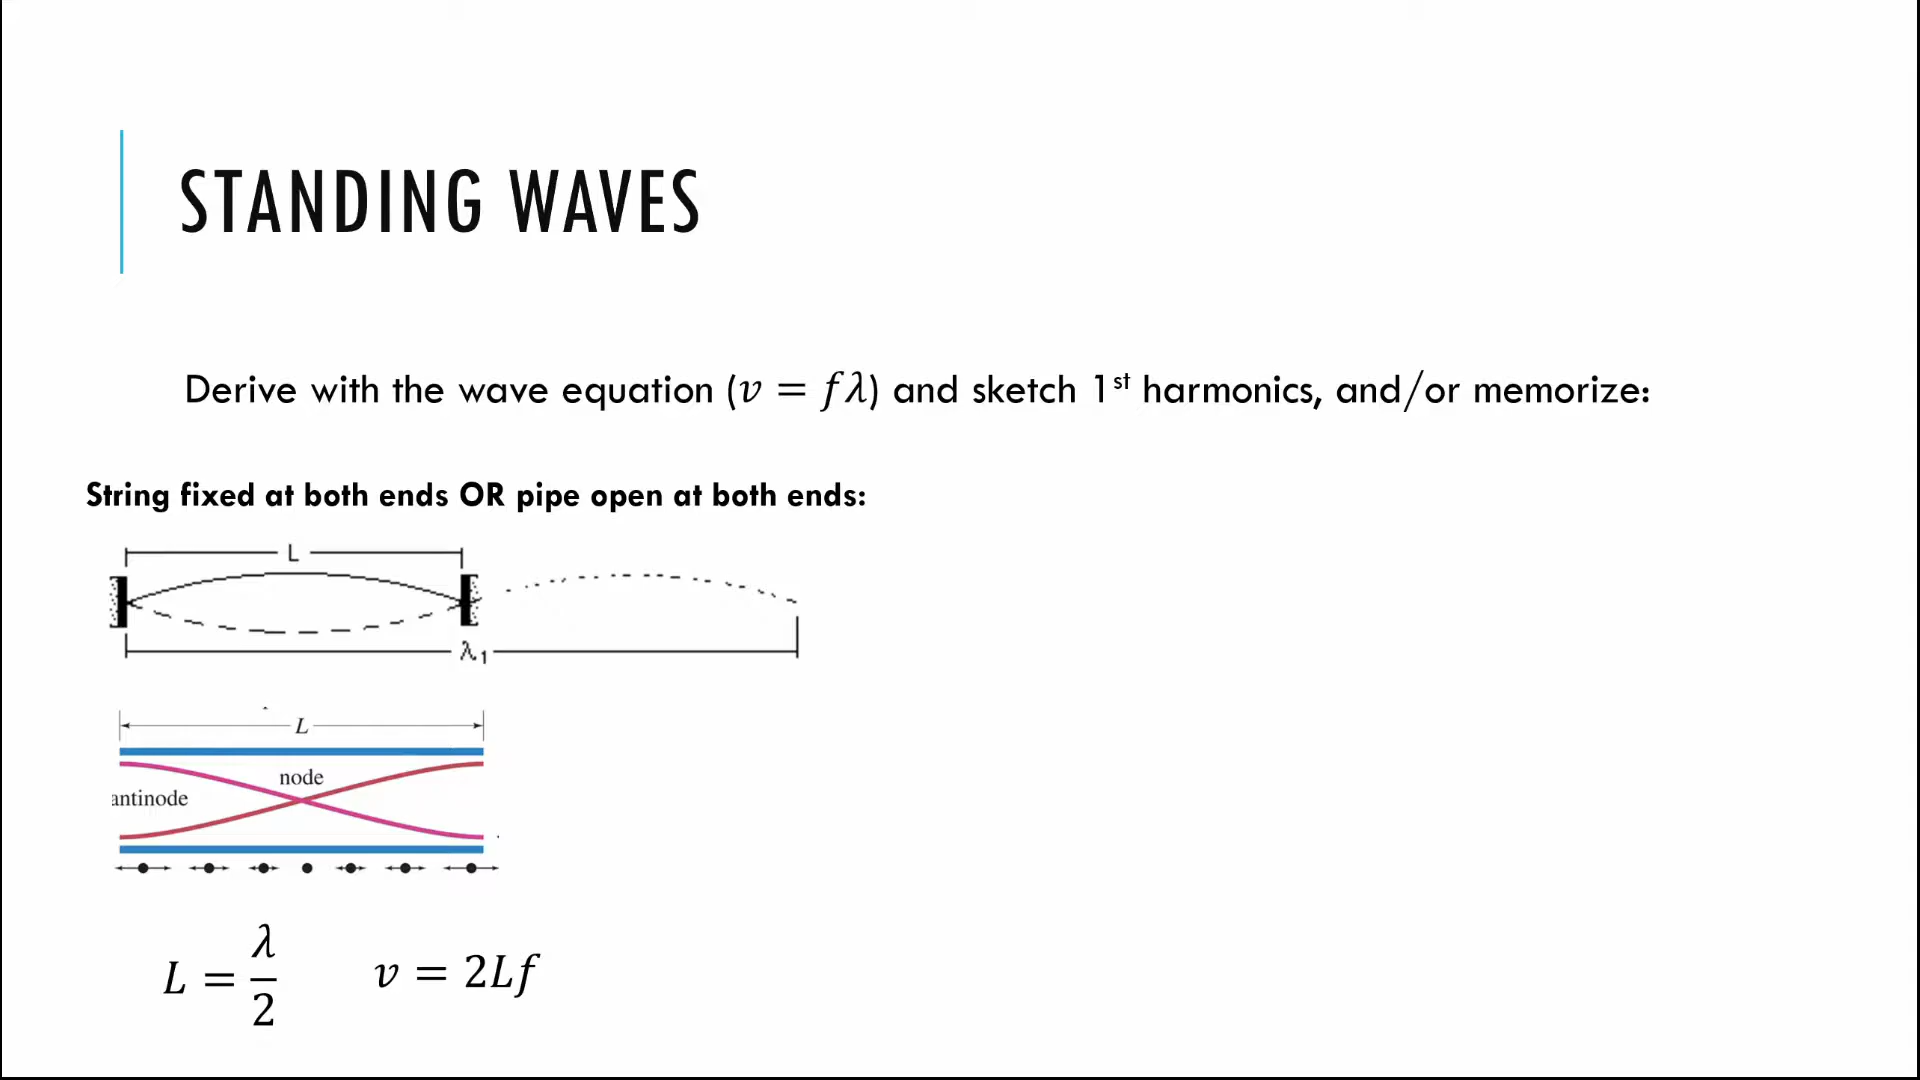 STANDING WAVES
Derive with the wave equation (v = fλ) and sketch 1st harmonics, and/or memorize:
String fixed at both ends OR pipe open at both ends:
L
λ1
L
node
antinode
L = λ/2
v = 2Lf